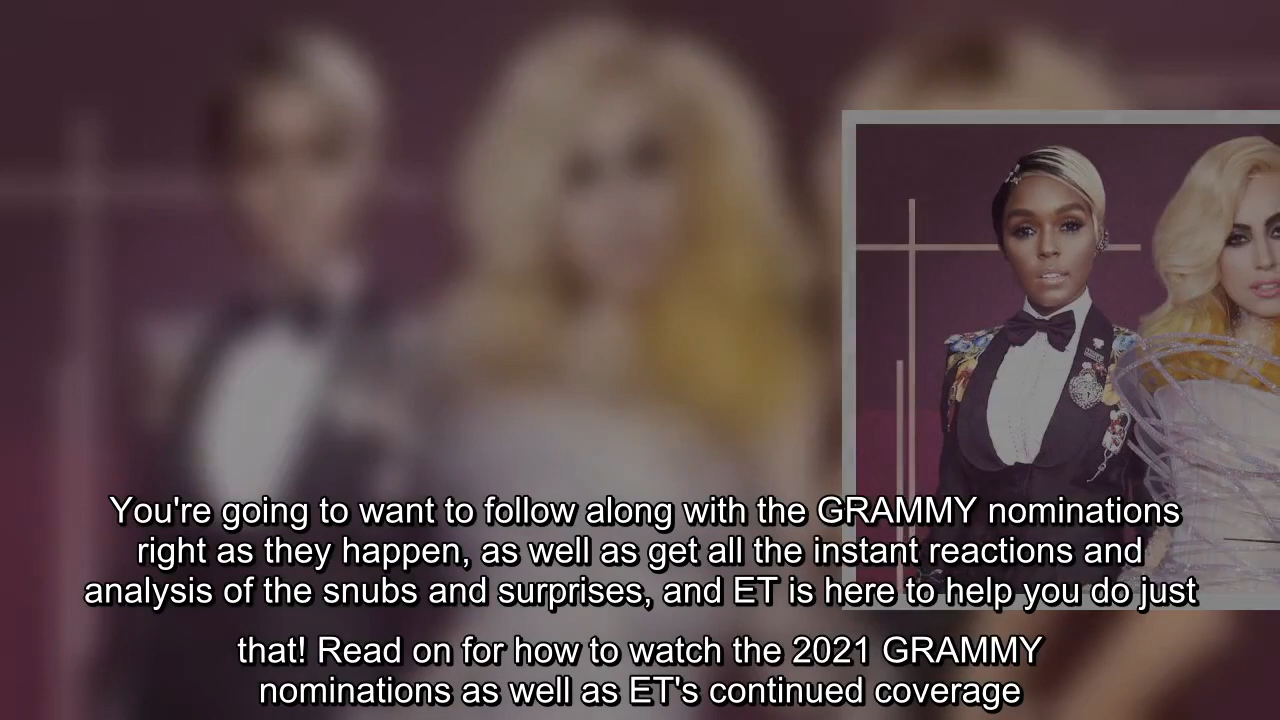 You're going to want to follow along with the GRAMMY nominations
right as they happen, as well as get all the instant reactions and
analysis of the snubs and surprises, and ET is here to help you do just
that! Read on for how to watch the 2021 GRAMMY
nominations as well as ET's continued coverage